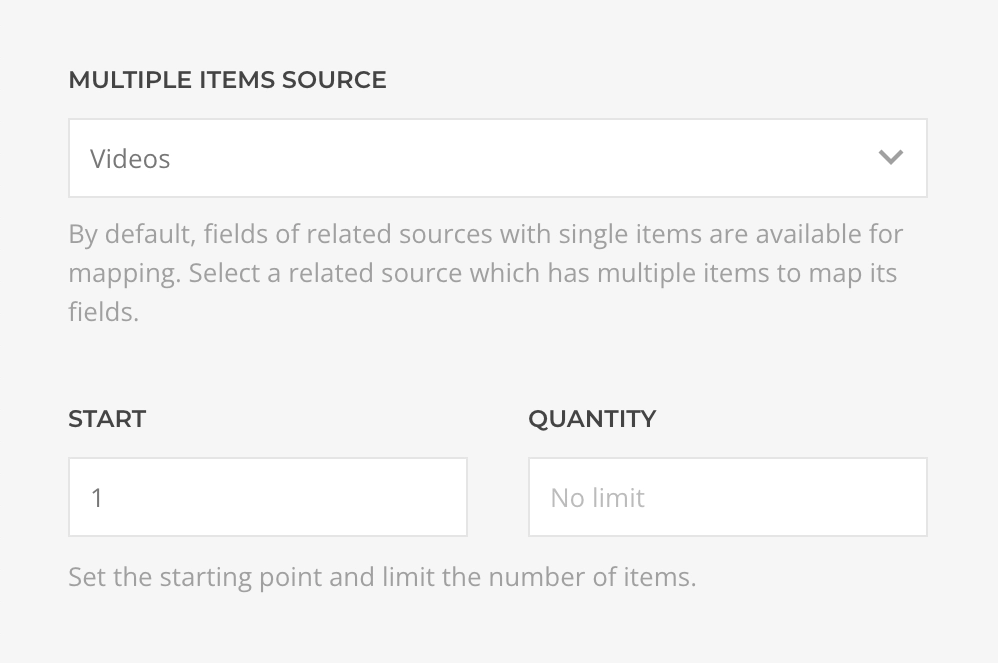 MULTIPLE ITEMS SOURCE
Videos
By default, fields of related sources with single items are available for
mapping. Select a related source which has multiple items to map its
fields.
START
QUANTITY
1
No limit
Set the starting point and limit the number of items.